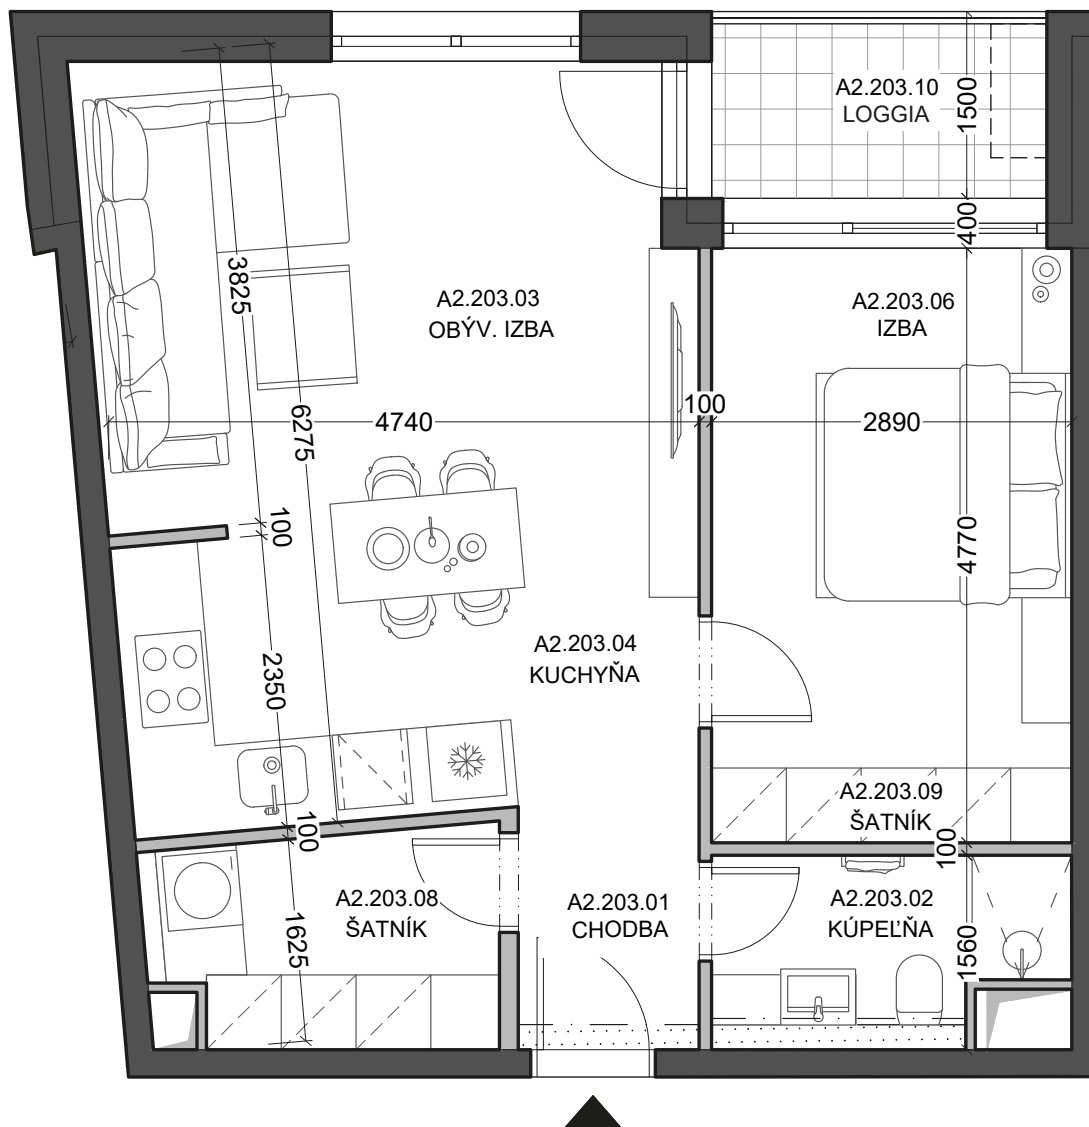 A2.203.10
LOGGIA
1500
400
3825
A2.203.03
OBÝV. IZBA
A2.203.06
IZBA
6275
4740
100
2890
100
4770
A2.203.04
KUCHYŇA
2350
A2.203.09
ŠATNÍK
100
100
A2.203.08
ŠATNÍK
A2.203.01
CHODBA
A2.203.02
KÚPEĽŇA
1625
1560